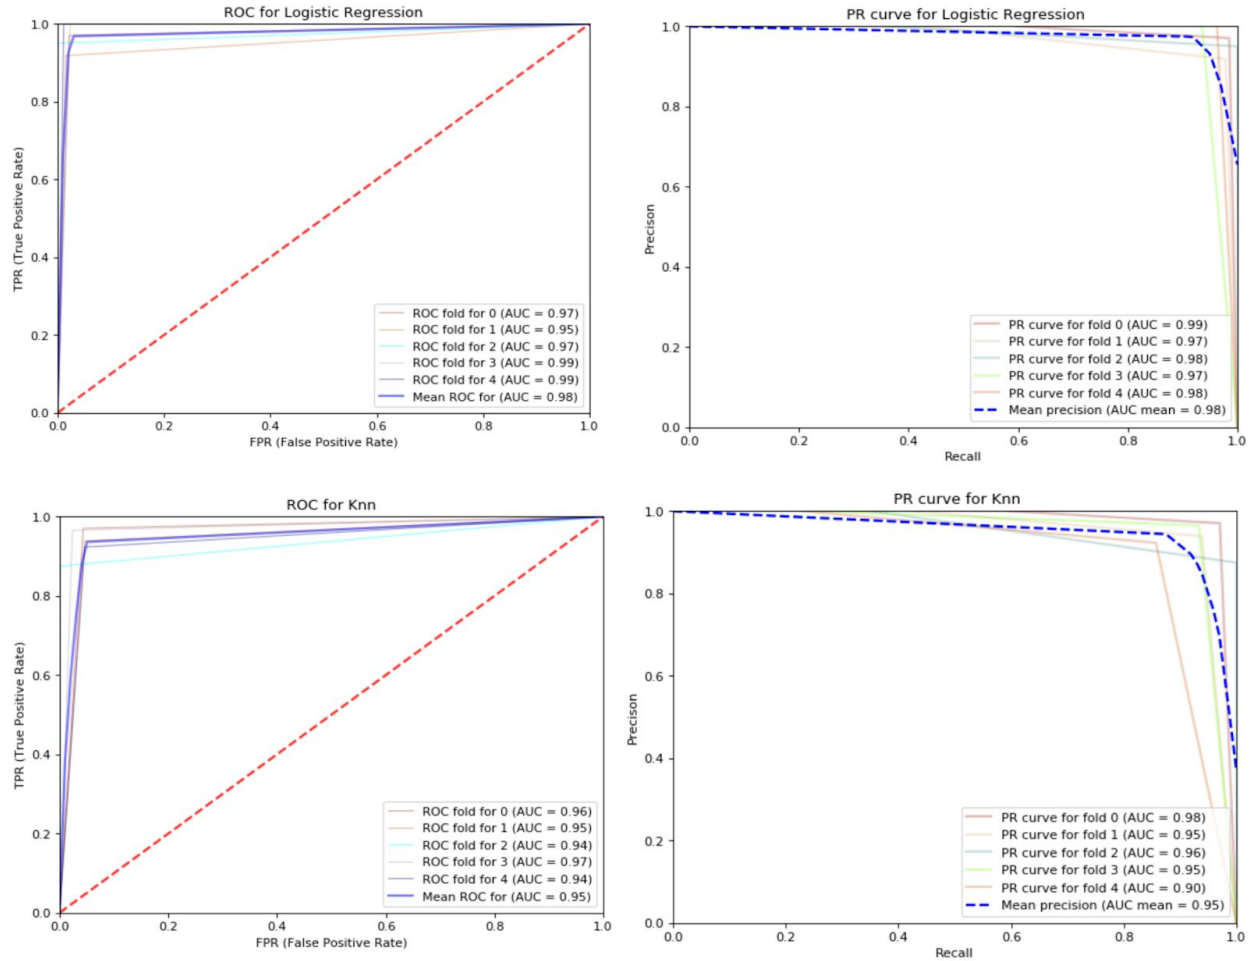 ROC for Logistic Regression
1.0
0.8
0.6
0.4
0.2
0.0
TPR (True Positive Rate)
ROC fold for 0 (AUC = 0.97)
ROC fold for 1 (AUC = 0.95)
ROC fold for 2 (AUC = 0.97)
ROC fold for 3 (AUC = 0.99)
ROC fold for 4 (AUC = 0.99)
Mean ROC for (AUC = 0.98)
0.0 0.2 0.4 0.6 0.8 1.0
FPR (False Positive Rate)
PR curve for Logistic Regression
1.0
0.8
0.6
0.4
0.2
0.0
Precison
PR curve for fold 0 (AUC = 0.99)
PR curve for fold 1 (AUC = 0.97)
PR curve for fold 2 (AUC = 0.98)
PR curve for fold 3 (AUC = 0.97)
PR curve for fold 4 (AUC = 0.98)
Mean precision (AUC mean = 0.98)
0.0 0.2 0.4 0.6 0.8 1.0
Recall
ROC for Knn
1.0
0.8
0.6
0.4
0.2
0.0
TPR (True Positive Rate)
ROC fold for 0 (AUC = 0.96)
ROC fold for 1 (AUC = 0.95)
ROC fold for 2 (AUC = 0.94)
ROC fold for 3 (AUC = 0.97)
ROC fold for 4 (AUC = 0.94)
Mean ROC for (AUC = 0.95)
0.0 0.2 0.4 0.6 0.8 1.0
FPR (False Positive Rate)
PR curve for Knn
1.0
0.8
0.6
0.4
0.2
0.0
Precison
PR curve for fold 0 (AUC = 0.98)
PR curve for fold 1 (AUC = 0.95)
PR curve for fold 2 (AUC = 0.96)
PR curve for fold 3 (AUC = 0.95)
PR curve for fold 4 (AUC = 0.90)
Mean precision (AUC mean = 0.95)
0.0 0.2 0.4 0.6 0.8 1.0
Recall